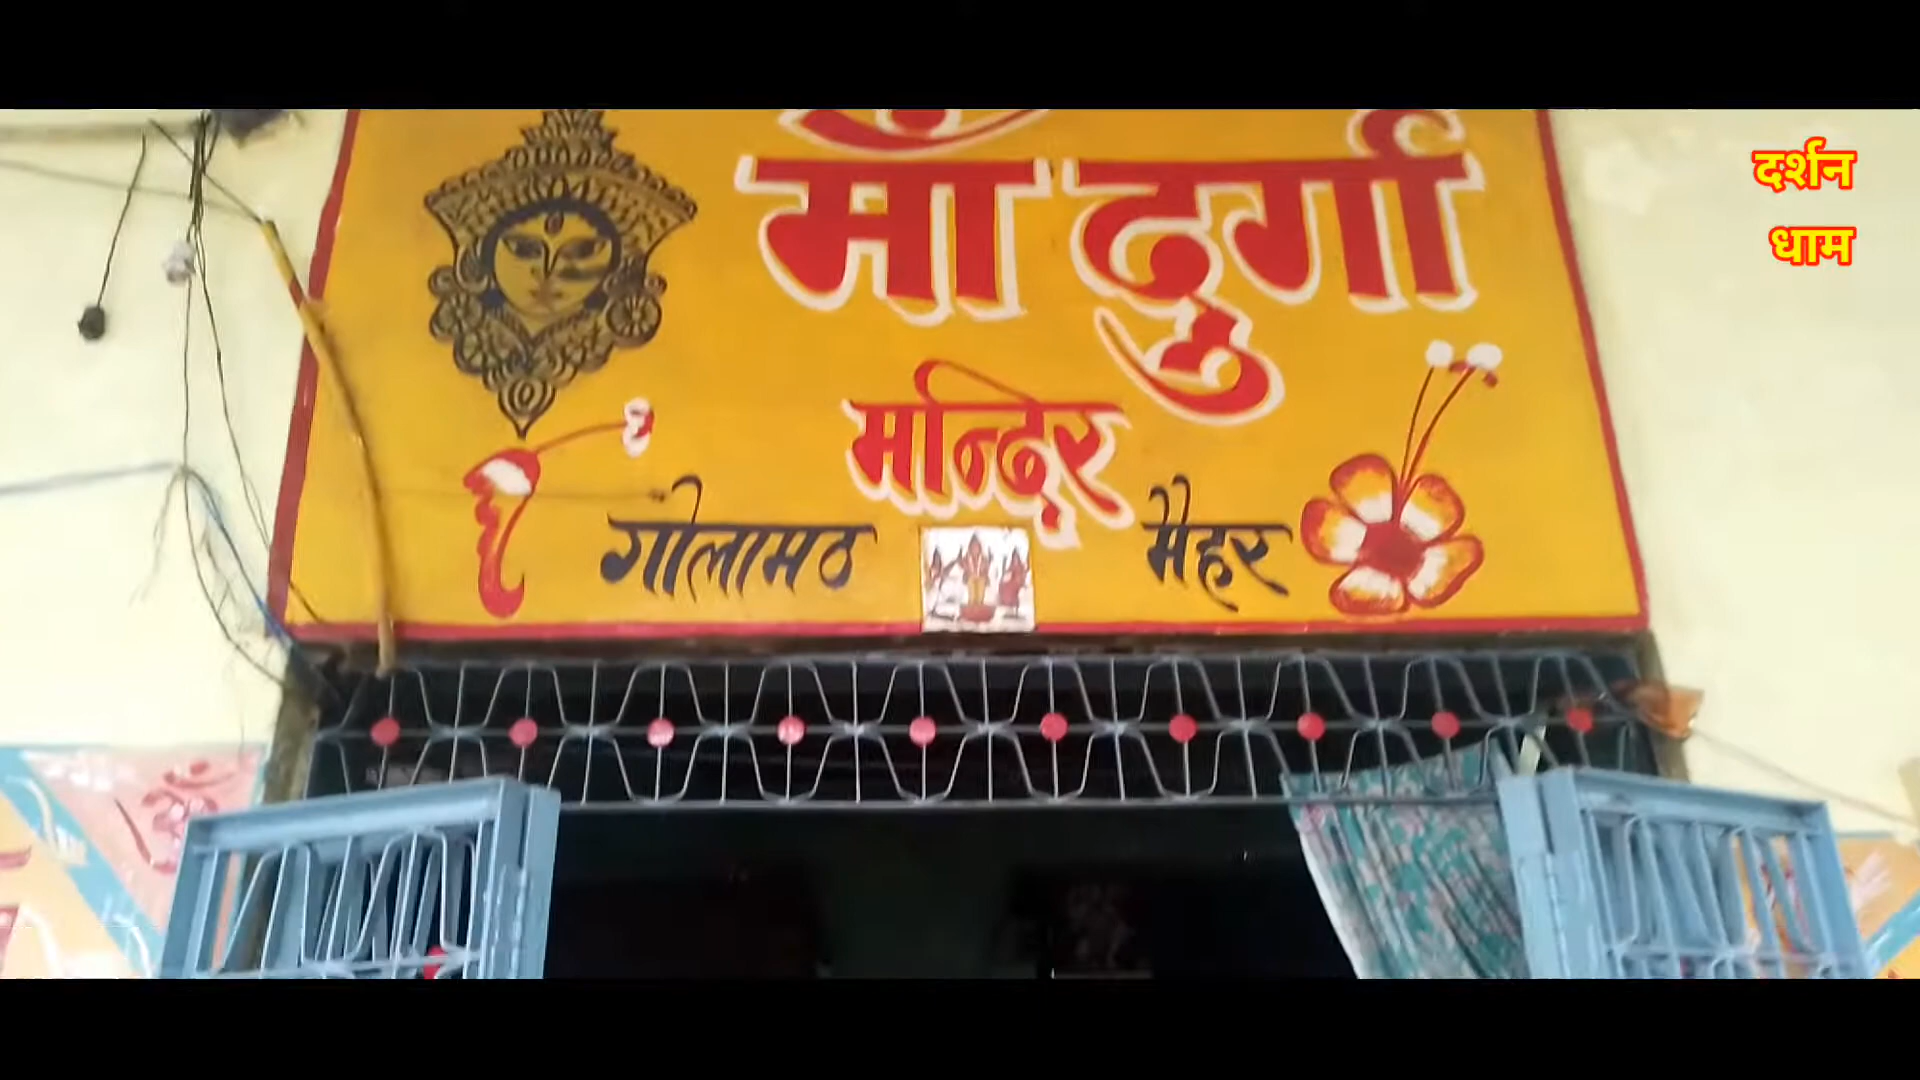 माँ दुर्गा
मन्दिर
गोलामठ मैहर
दर्शन
धाम